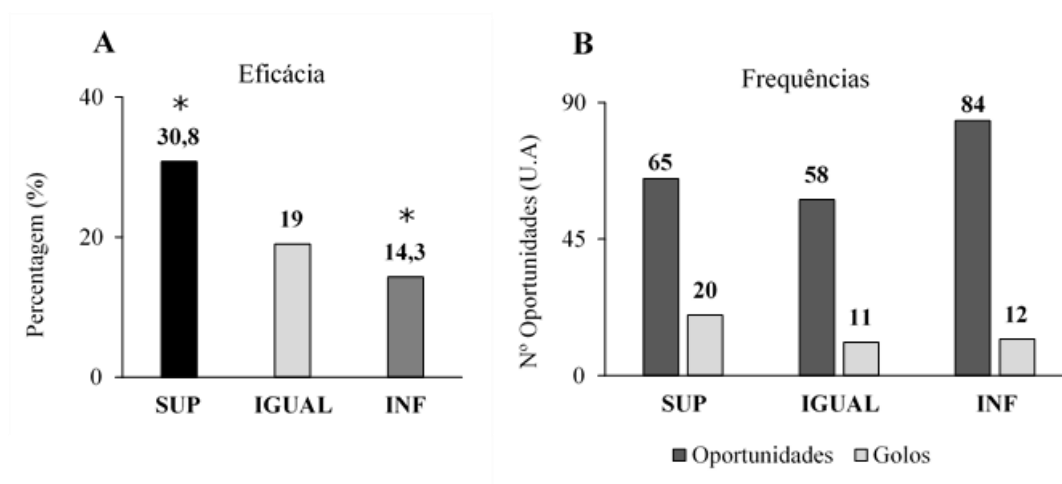 A
Eficácia
Percentagem (%)
40
20
0
*
30,8
19
*
14,3
SUP IGUAL INF
B
Frequências
Nº Oportunidades (U.A)
90
45
0
65
20
58
11
84
12
SUP IGUAL INF
Oportunidades Golos